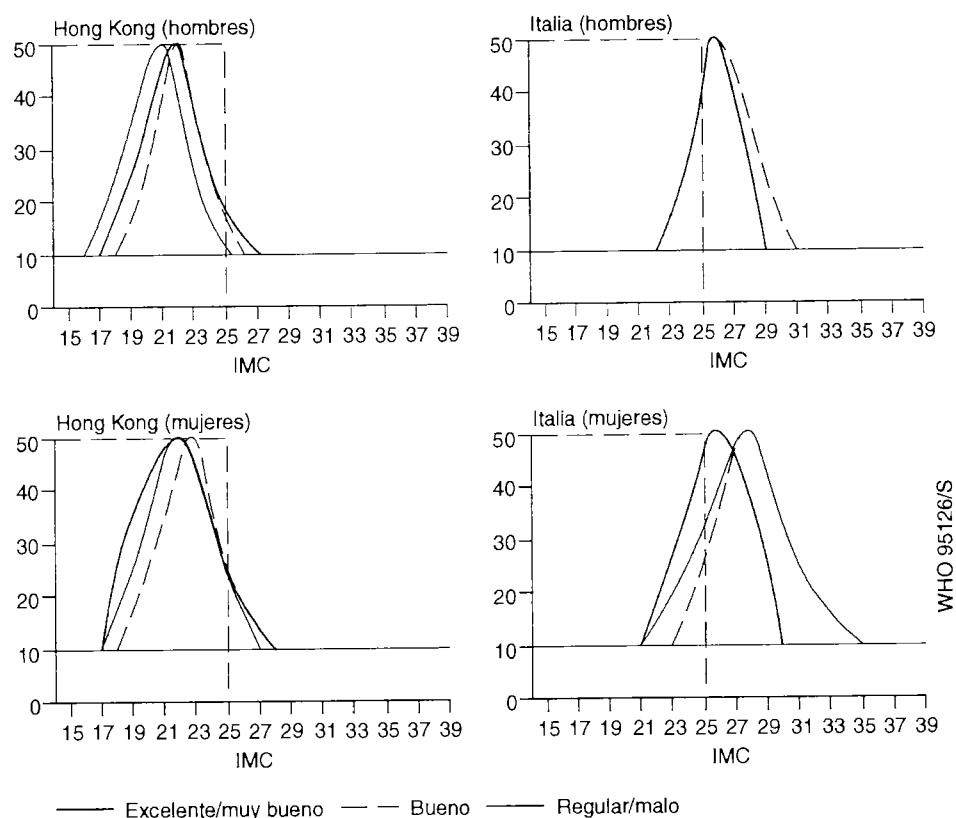 Hong Kong (hombres)
50
40
30
20
10
0
15 17 19 21 23 25 27 29 31 33 35 37 39
IMC
Italia (hombres)
50
40
30
20
10
0
15 17 19 21 23 25 27 29 31 33 35 37 39
IMC
Hong Kong (mujeres)
50
40
30
20
10
0
15 17 19 21 23 25 27 29 31 33 35 37 39
IMC
Italia (mujeres)
50
40
30
20
10
0
15 17 19 21 23 25 27 29 31 33 35 37 39
IMC
WHO 95126/S
Excelente/muy bueno Bueno Regular/malo